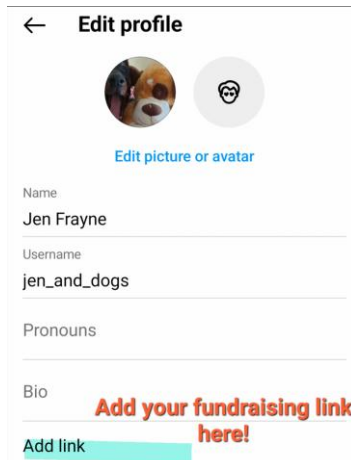 Edit profile
Edit picture or avatar
Name
Jen Frayne
Username
jen_and_dogs
Pronouns
Bio
Add your fundraising link
here!
Add link